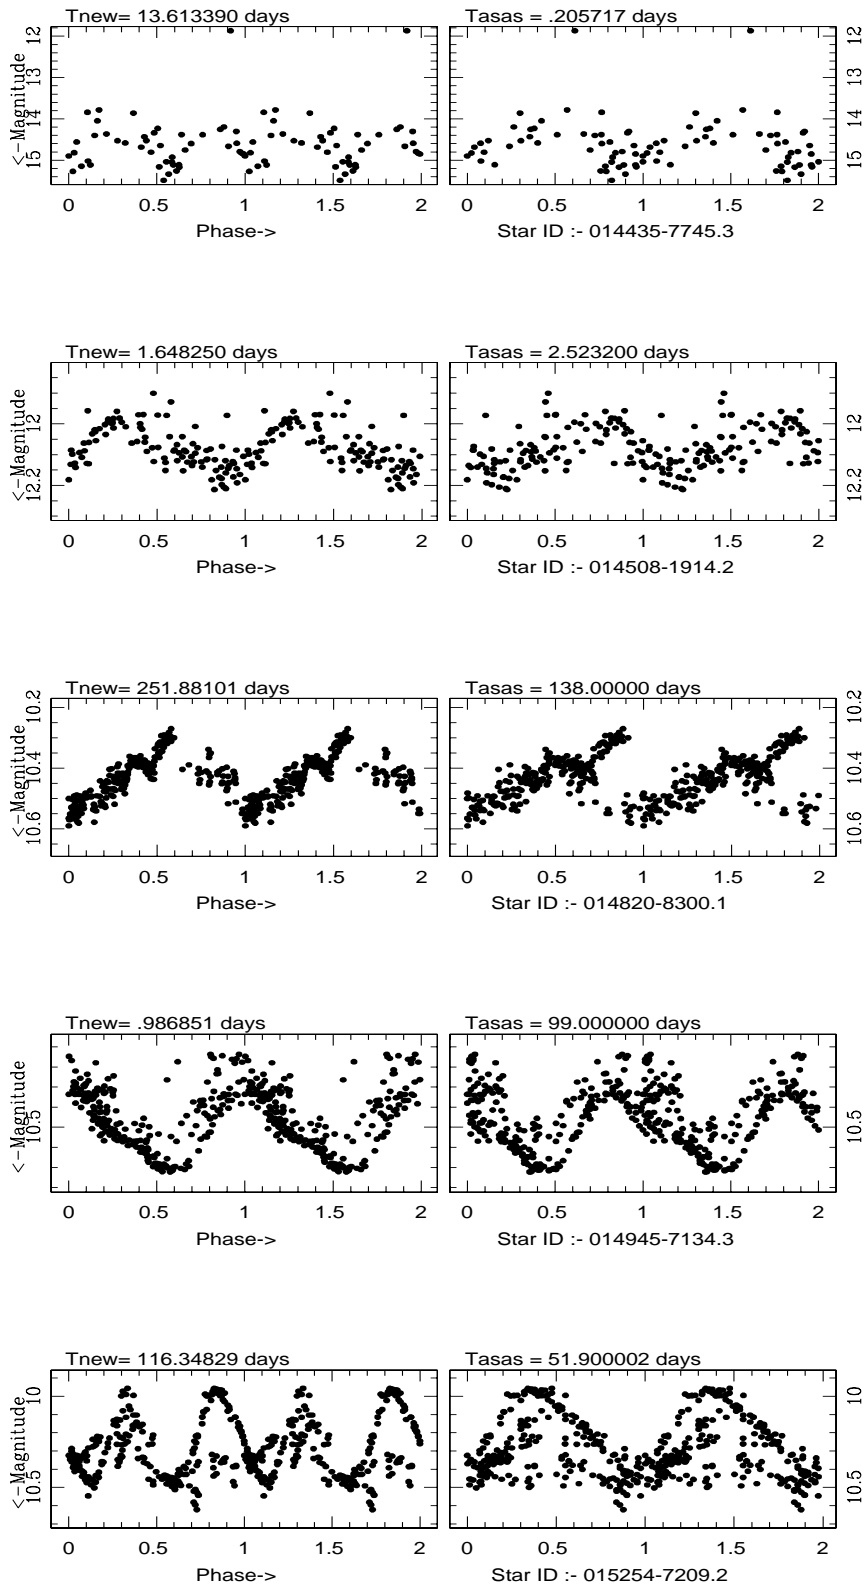 Tnew= 13.613390 days
Tasas = .205717 days
<-Magnitude
12
13
14
15
12
13
14
15
0 0.5 1 1.5 2
0 0.5 1 1.5 2
Phase->
Star ID :- 014435-7745.3
Tnew= 1.648250 days
Tasas = 2.523200 days
<-Magnitude
12
12.2
12
12.2
0 0.5 1 1.5 2
0 0.5 1 1.5 2
Phase->
Star ID :- 014508-1914.2
Tnew= 251.88101 days
Tasas = 138.00000 days
<-Magnitude
10.2
10.4
10.6
10.2
10.4
10.6
0 0.5 1 1.5 2
0 0.5 1 1.5 2
Phase->
Star ID :- 014820-8300.1
Tnew= .986851 days
Tasas = 99.000000 days
<-Magnitude
10.5
10.5
0 0.5 1 1.5 2
0 0.5 1 1.5 2
Phase->
Star ID :- 014945-7134.3
Tnew= 116.34829 days
Tasas = 51.900002 days
<-Magnitude
10
10.5
10
10.5
0 0.5 1 1.5 2
0 0.5 1 1.5 2
Phase->
Star ID :- 015254-7209.2